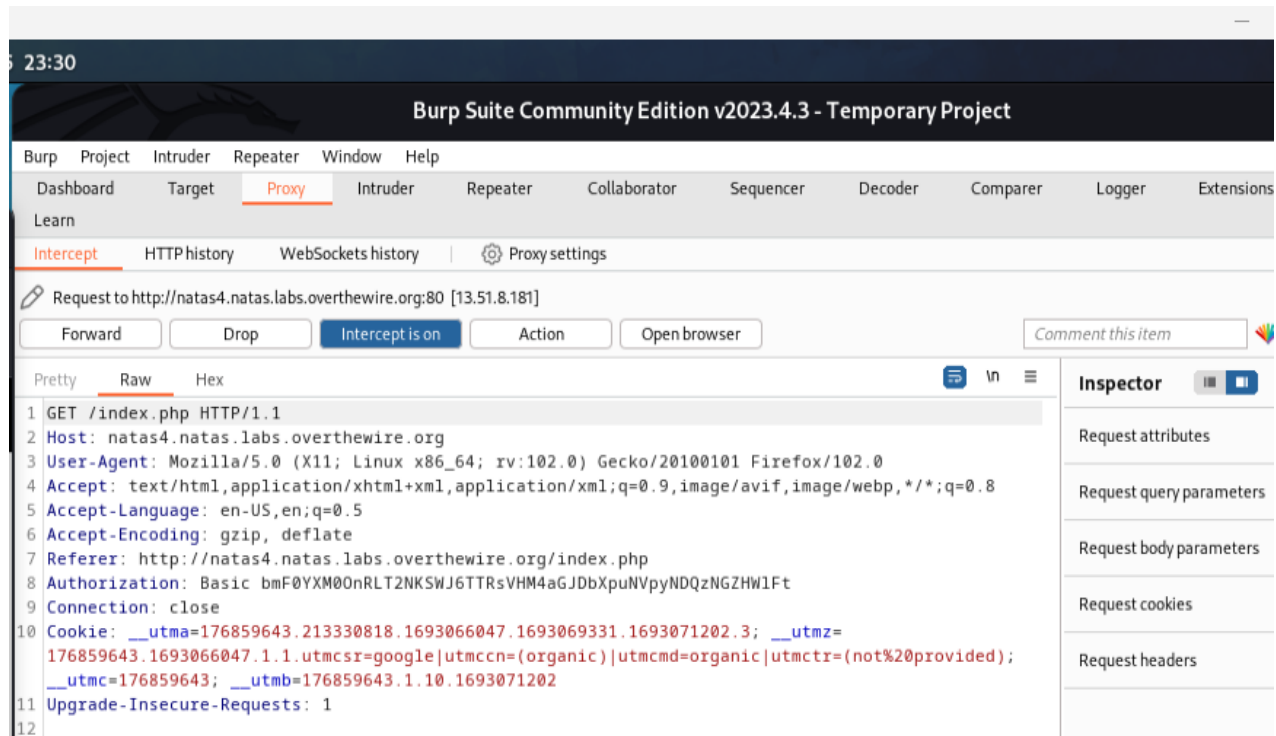 23:30
Burp Suite Community Edition v2023.4.3 - Temporary Project
Burp Project Intruder Repeater Window Help
Dashboard Target Proxy Intruder Repeater Collaborator Sequencer Decoder Comparer Logger Extensions
Learn
Intercept HTTP history WebSockets history Proxy settings
Request to http://natas4.natas.labs.overthewire.org:80 [13.51.8.181]
Forward Drop Intercept is on Action Open browser Comment this item
Pretty Raw Hex \n Inspector
1 GET /index.php HTTP/1.1
2 Host: natas4.natas.labs.overthewire.org
3 User-Agent: Mozilla/5.0 (X11; Linux x86_64; rv:102.0) Gecko/20100101 Firefox/102.0
4 Accept: text/html,application/xhtml+xml,application/xml;q=0.9,image/avif,image/webp,*/*;q=0.8
5 Accept-Language: en-US,en;q=0.5
6 Accept-Encoding: gzip, deflate
7 Referer: http://natas4.natas.labs.overthewire.org/index.php
8 Authorization: Basic bmF0YXM0OnRLT2NKSWJ6TTRsVHM4aGJDbXpuNVpyNDQzNGZHWlFt
9 Connection: close
10 Cookie: __utma=176859643.213330818.1693066047.1693069331.1693071202.3; __utmz=
176859643.1693066047.1.1.utmcsr=google|utmccn=(organic)|utmcmd=organic|utmctr=(not%20provided);
__utmc=176859643; __utmb=176859643.1.10.1693071202
11 Upgrade-Insecure-Requests: 1
12
Request attributes
Request query parameters
Request body parameters
Request cookies
Request headers